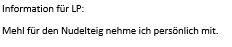 Information für LP:
Mehl für den Nudelteig nehme ich persönlich mit.